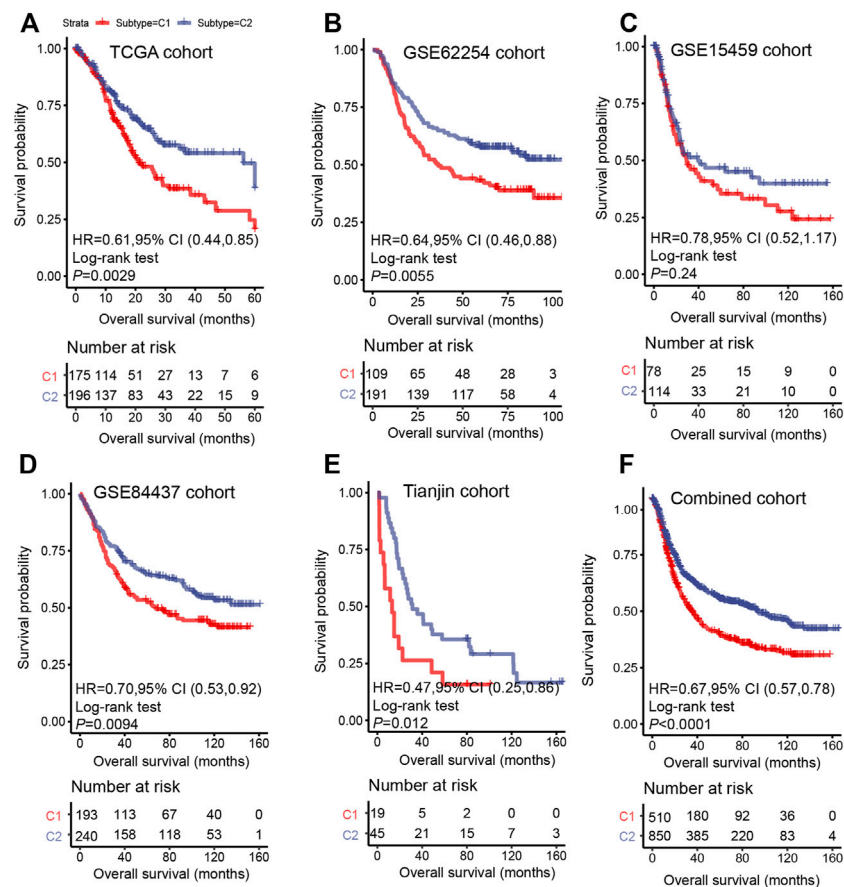 Strata Subtype=C1 Subtype=C2
A
TCGA cohort
Survival probability
1.00
0.75
0.50
0.25
0.00
HR=0.61,95% CI (0.44,0.85)
Log-rank test
P=0.0029
0 10 20 30 40 50 60
Overall survival (months)
Number at risk
C1 175 114 51 27 13 7 6
C2 196 137 83 43 22 15 9
0 10 20 30 40 50 60
Overall survival (months)
B
GSE62254 cohort
Survival probability
1.00
0.75
0.50
0.25
0.00
HR=0.64,95% CI (0.46,0.88)
Log-rank test
P=0.0055
0 25 50 75 100
Overall survival (months)
Number at risk
C1 109 65 48 28 3
C2 191 139 117 58 4
0 25 50 75 100
Overall survival (months)
C
GSE15459 cohort
Survival probability
1.00
0.75
0.50
0.25
0.00
HR=0.78,95% CI (0.52,1.17)
Log-rank test
P=0.24
0 40 80 120 160
Overall survival (months)
Number at risk
C1 78 25 15 9 0
C2 114 33 21 10 0
0 40 80 120 160
Overall survival (months)
D
GSE84437 cohort
Survival probability
1.00
0.75
0.50
0.25
0.00
HR=0.70,95% CI (0.53,0.92)
Log-rank test
P=0.0094
0 40 80 120 160
Overall survival (months)
Number at risk
C1 193 113 67 40 0
C2 240 158 118 53 1
0 40 80 120 160
Overall survival (months)
E
Tianjin cohort
Survival probability
1.00
0.75
0.50
0.25
0.00
HR=0.47,95% CI (0.25,0.86)
Log-rank test
P=0.012
0 40 80 120 160
Overall survival (months)
Number at risk
C1 19 5 2 0 0
C2 45 21 15 7 3
0 40 80 120 160
Overall survival (months)
F
Combined cohort
Survival probability
1.00
0.75
0.50
0.25
0.00
HR=0.67,95% CI (0.57,0.78)
Log-rank test
P<0.0001
0 40 80 120 160
Overall survival (months)
Number at risk
C1 510 180 92 36 0
C2 850 385 220 83 4
0 40 80 120 160
Overall survival (months)